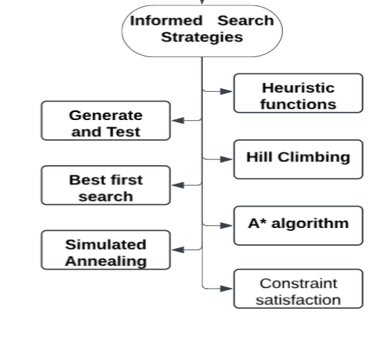 Informed Search
Strategies
Heuristic
functions
Generate
and Test
Hill Climbing
Best first
search
A* algorithm
Simulated
Annealing
Constraint
satisfaction